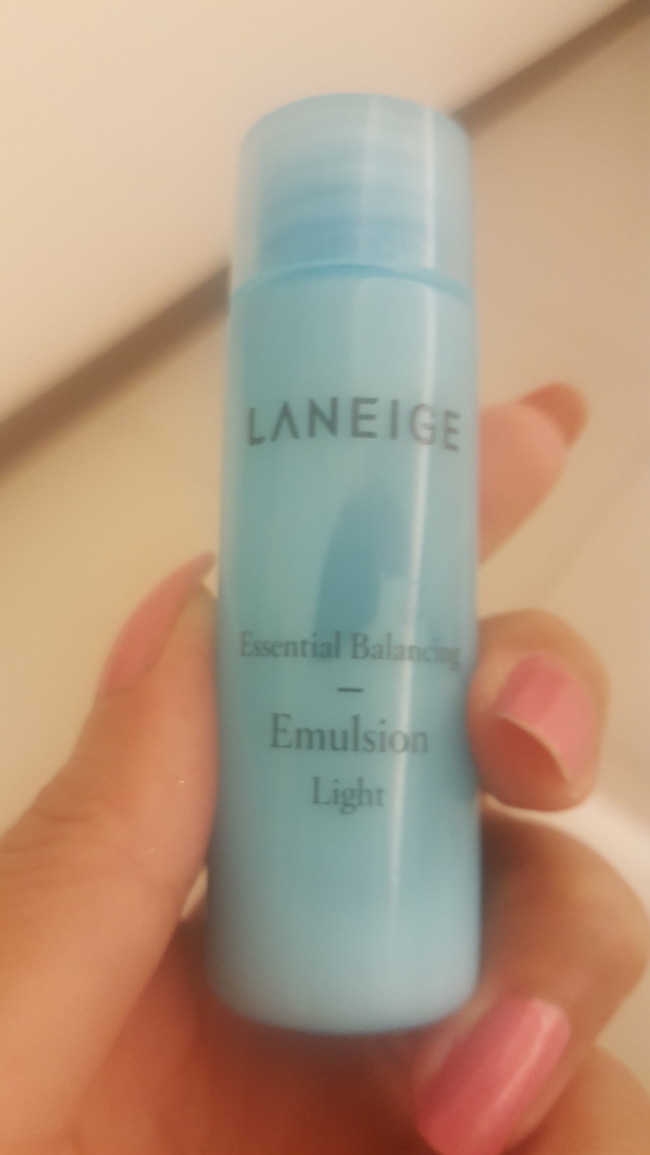 LANEIGE
Essential Balancing
–
Emulsion
Light